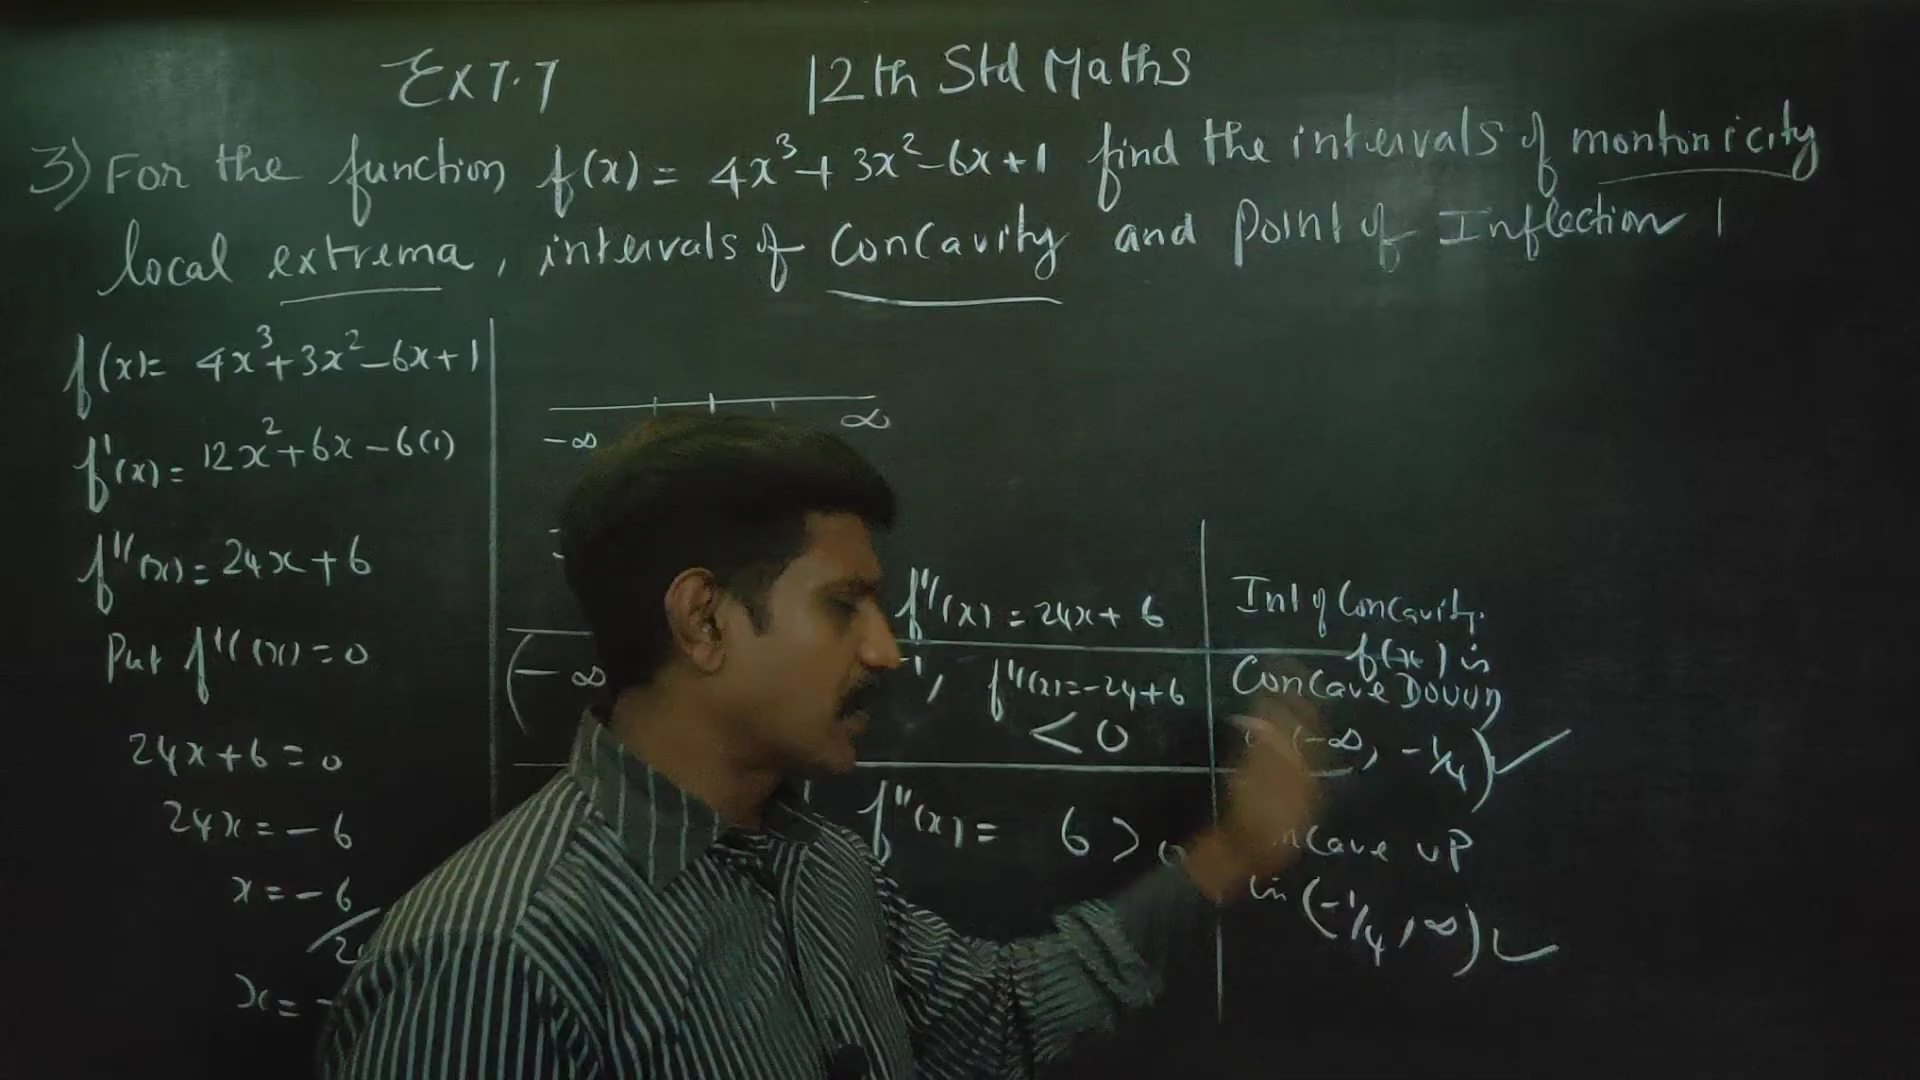 Ex 7.7
12th Std Maths
3) For the function f(x) = 4x³ + 3x² - 6x + 1 find the intervals of montonicity
local extrema, intervals of Concavity and Point of Inflection
f(x) = 4x³ + 3x² - 6x + 1
f'(x) = 12x² + 6x - 6(1)
f''(x) = 24x + 6
Put f''(x) = 0
24x + 6 = 0
24x = -6
x = -6
x = -
-∞ ∞
f''(x) = 24x + 6
Int of Concavity.
(-∞
, f''(x) = -24 + 6
< 0
f(x) is
Concave Down
(-∞, -1/4) ✓
f''(x) = 6 >
up
in (-1/4, ∞) ✓